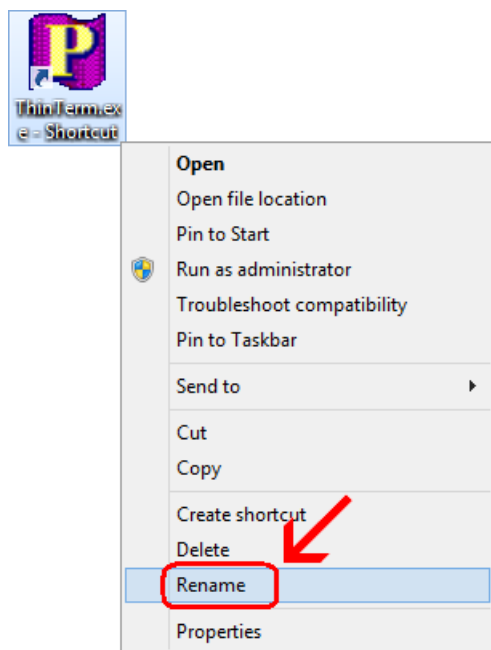 P
ThinTerm.ex
e - Shortcut
Open
Open file location
Pin to Start
Run as administrator
Troubleshoot compatibility
Pin to Taskbar
Send to
Cut
Copy
Create shortcut
Delete
Rename
Properties